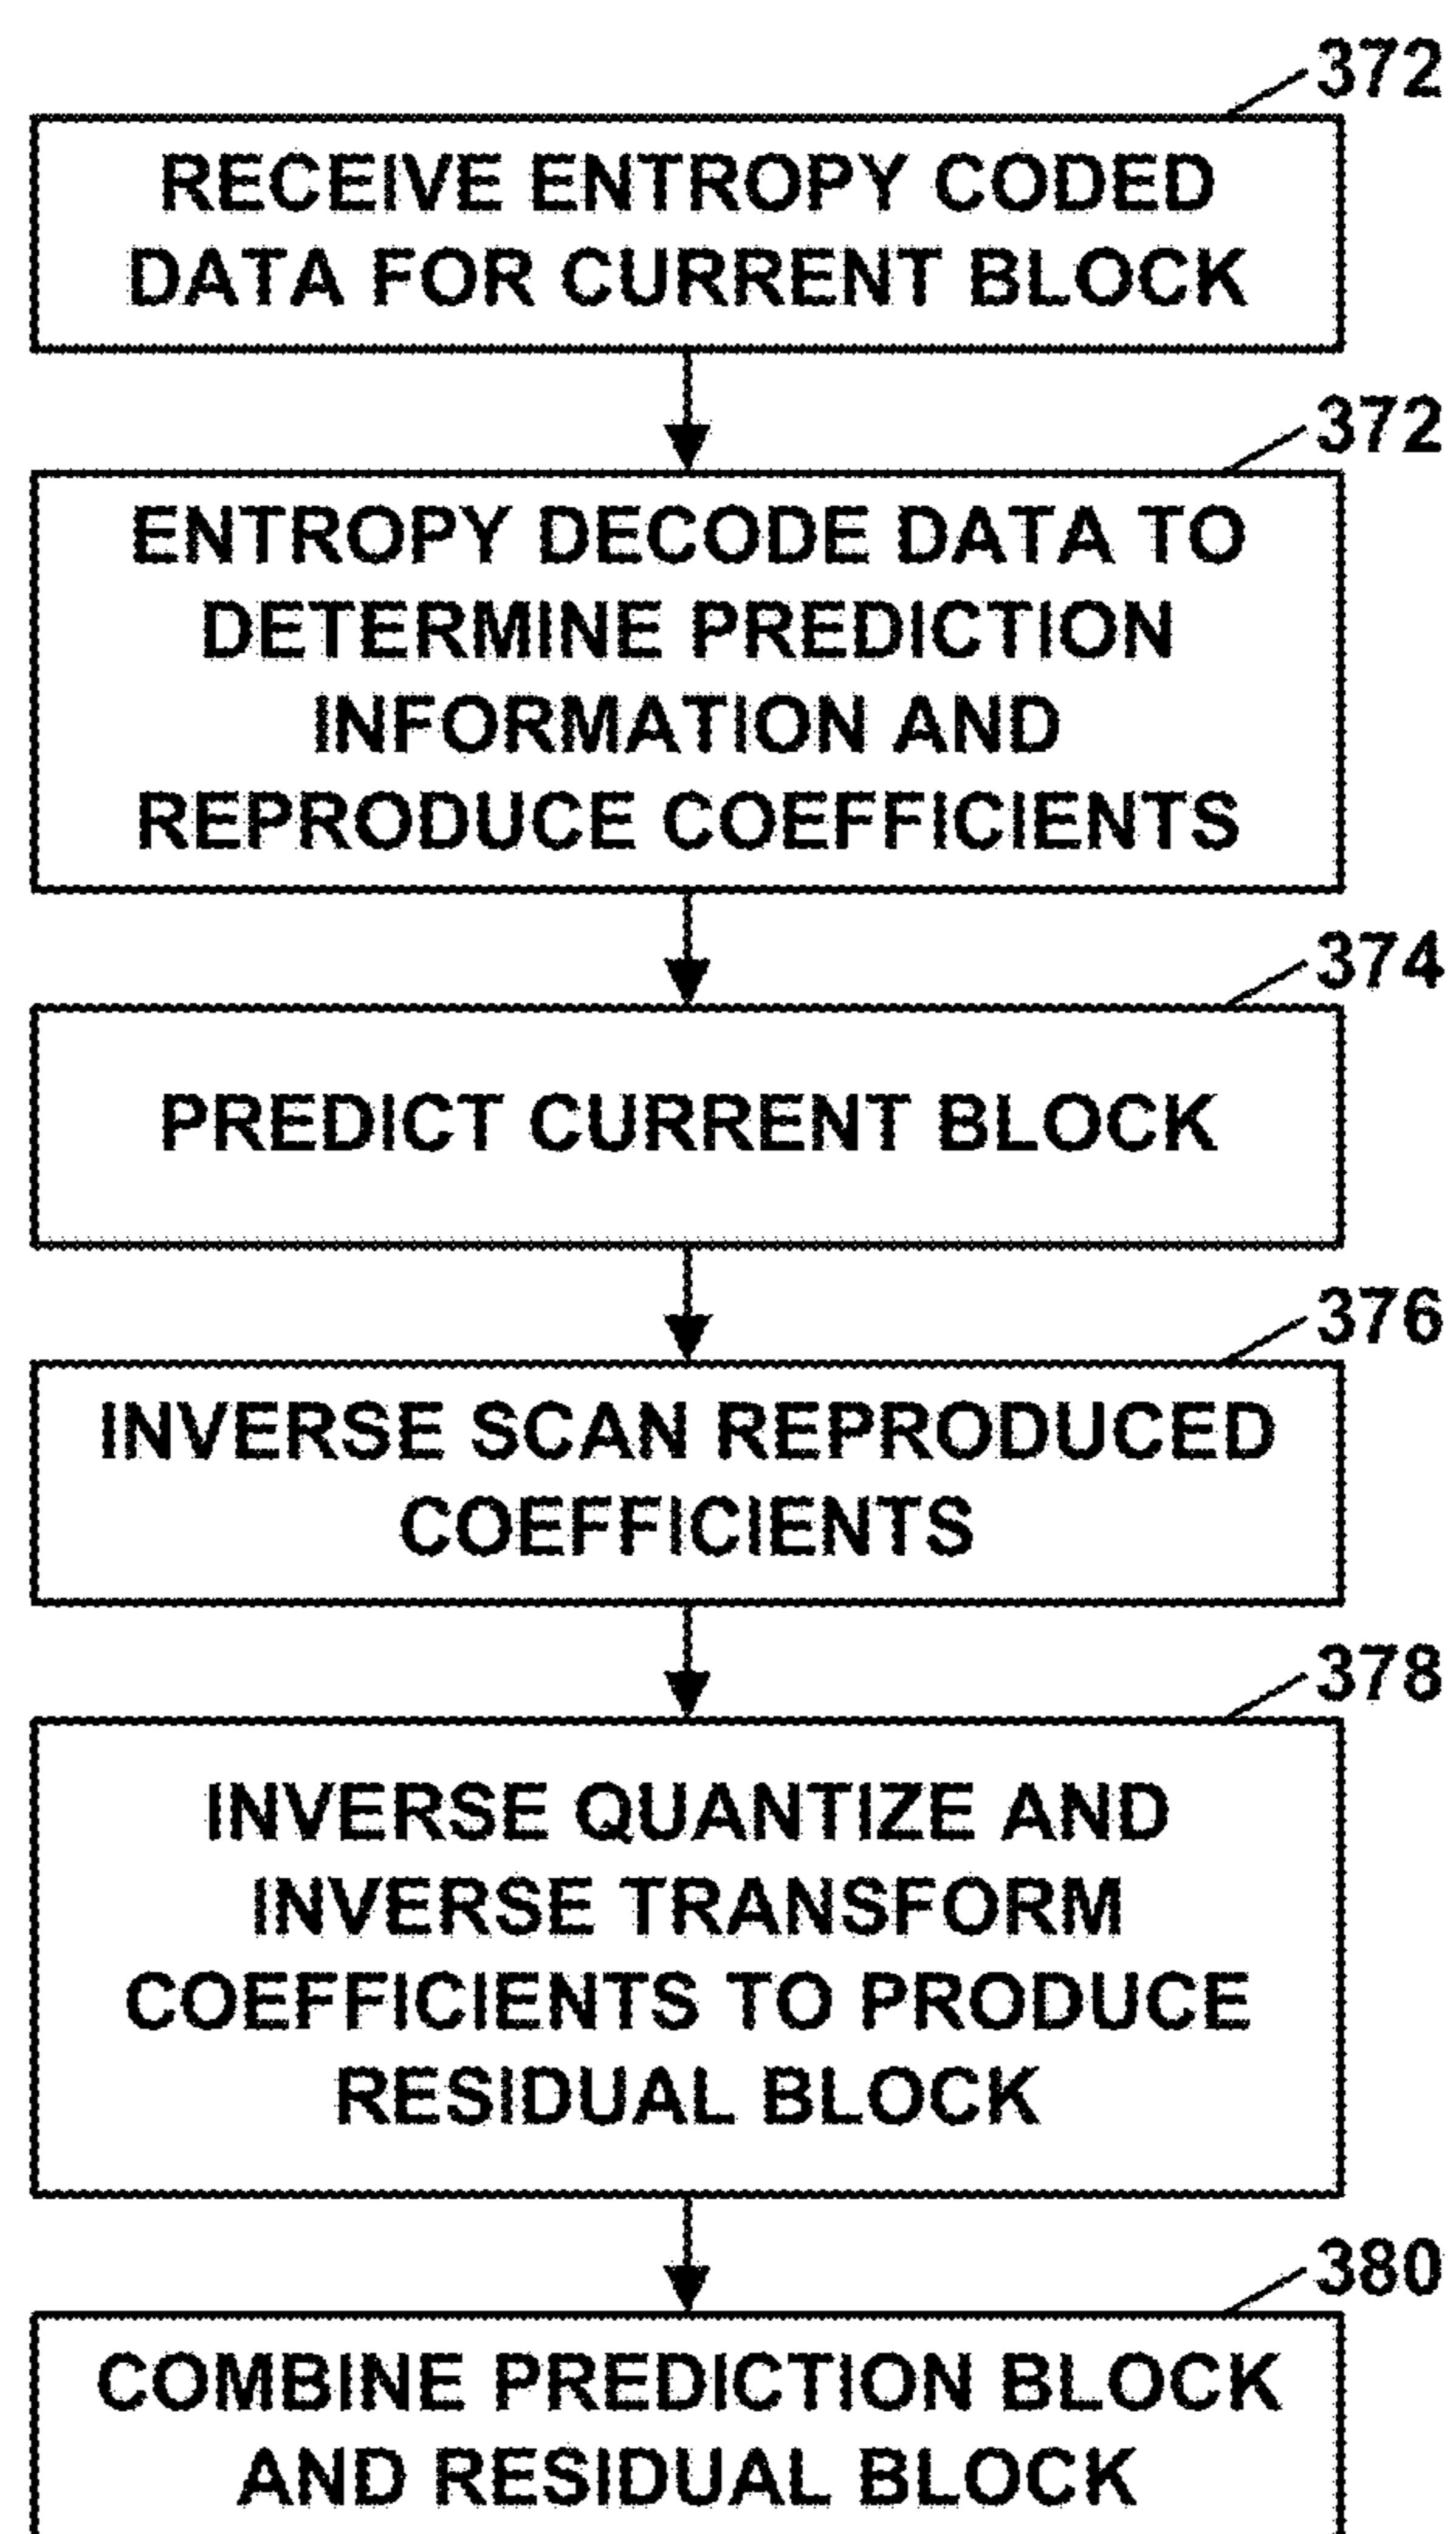 372
RECEIVE ENTROPY CODED
DATA FOR CURRENT BLOCK
372
ENTROPY DECODE DATA TO
DETERMINE PREDICTION
INFORMATION AND
REPRODUCE COEFFICIENTS
374
PREDICT CURRENT BLOCK
376
INVERSE SCAN REPRODUCED
COEFFICIENTS
378
INVERSE QUANTIZE AND
INVERSE TRANSFORM
COEFFICIENTS TO PRODUCE
RESIDUAL BLOCK
380
COMBINE PREDICTION BLOCK
AND RESIDUAL BLOCK